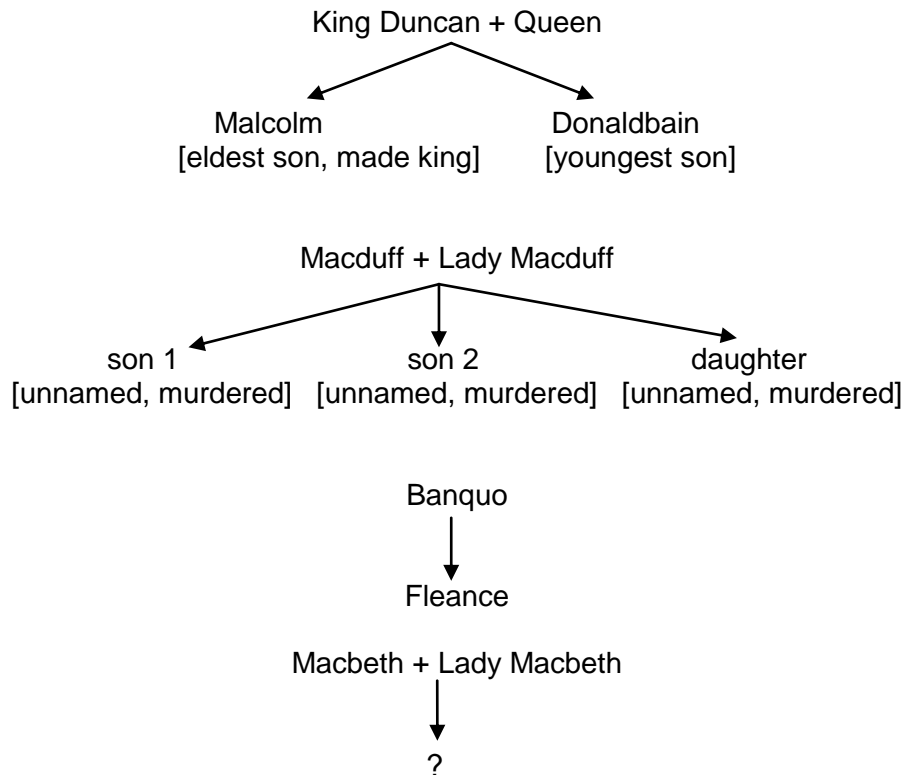 King Duncan + Queen
Malcolm Donaldbain
[eldest son, made king] [youngest son]
Macduff + Lady Macduff
son 1 son 2 daughter
[unnamed, murdered] [unnamed, murdered] [unnamed, murdered]
Banquo
Fleance
Macbeth + Lady Macbeth
?